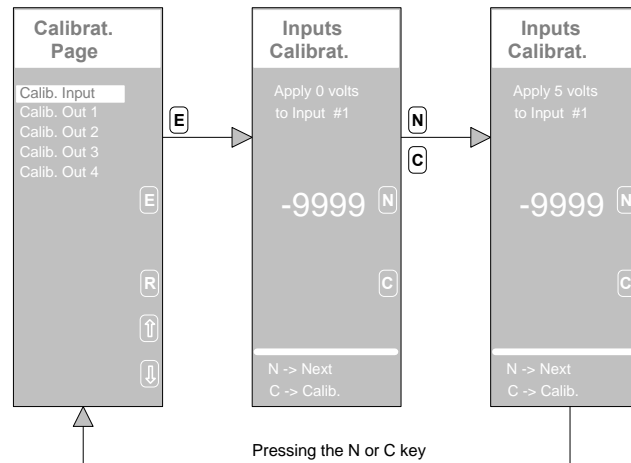 Calibrat.
Page
Calib. Input
Calib. Out 1
Calib. Out 2
Calib. Out 3
Calib. Out 4
E
R
⇑
⇓
E
Inputs
Calibrat.
Apply 0 volts
to Input #1
-9999
N
C
N -> Next
C -> Calib.
N
C
Inputs
Calibrat.
Apply 5 volts
to Input #1
-9999
N
C
N -> Next
C -> Calib.
Pressing the N or C key